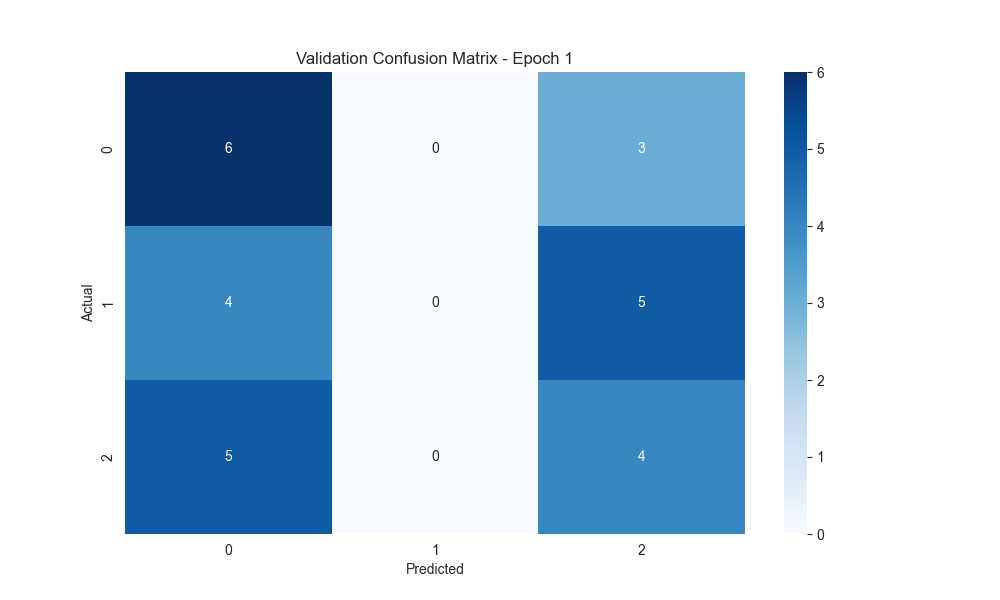 Validation Confusion Matrix - Epoch 1
0 6 0 3
1 4 0 5
2 5 0 4
0 1 2
Actual
Predicted
6
5
4
3
2
1
0